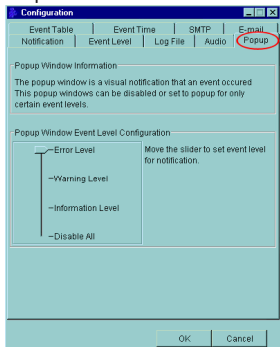 Configuration
Event Table Event Time SMTP E-mail
Notification Event Level Log File Audio Popup
Popup Window Information
The popup window is a visual notification that an event occured
This popup windows can be disabled or set to popup for only
certain event levels.
Popup Window Event Level Configuration
Error Level
Warning Level
Information Level
Disable All
Move the slider to set event level
for notification.
OK Cancel